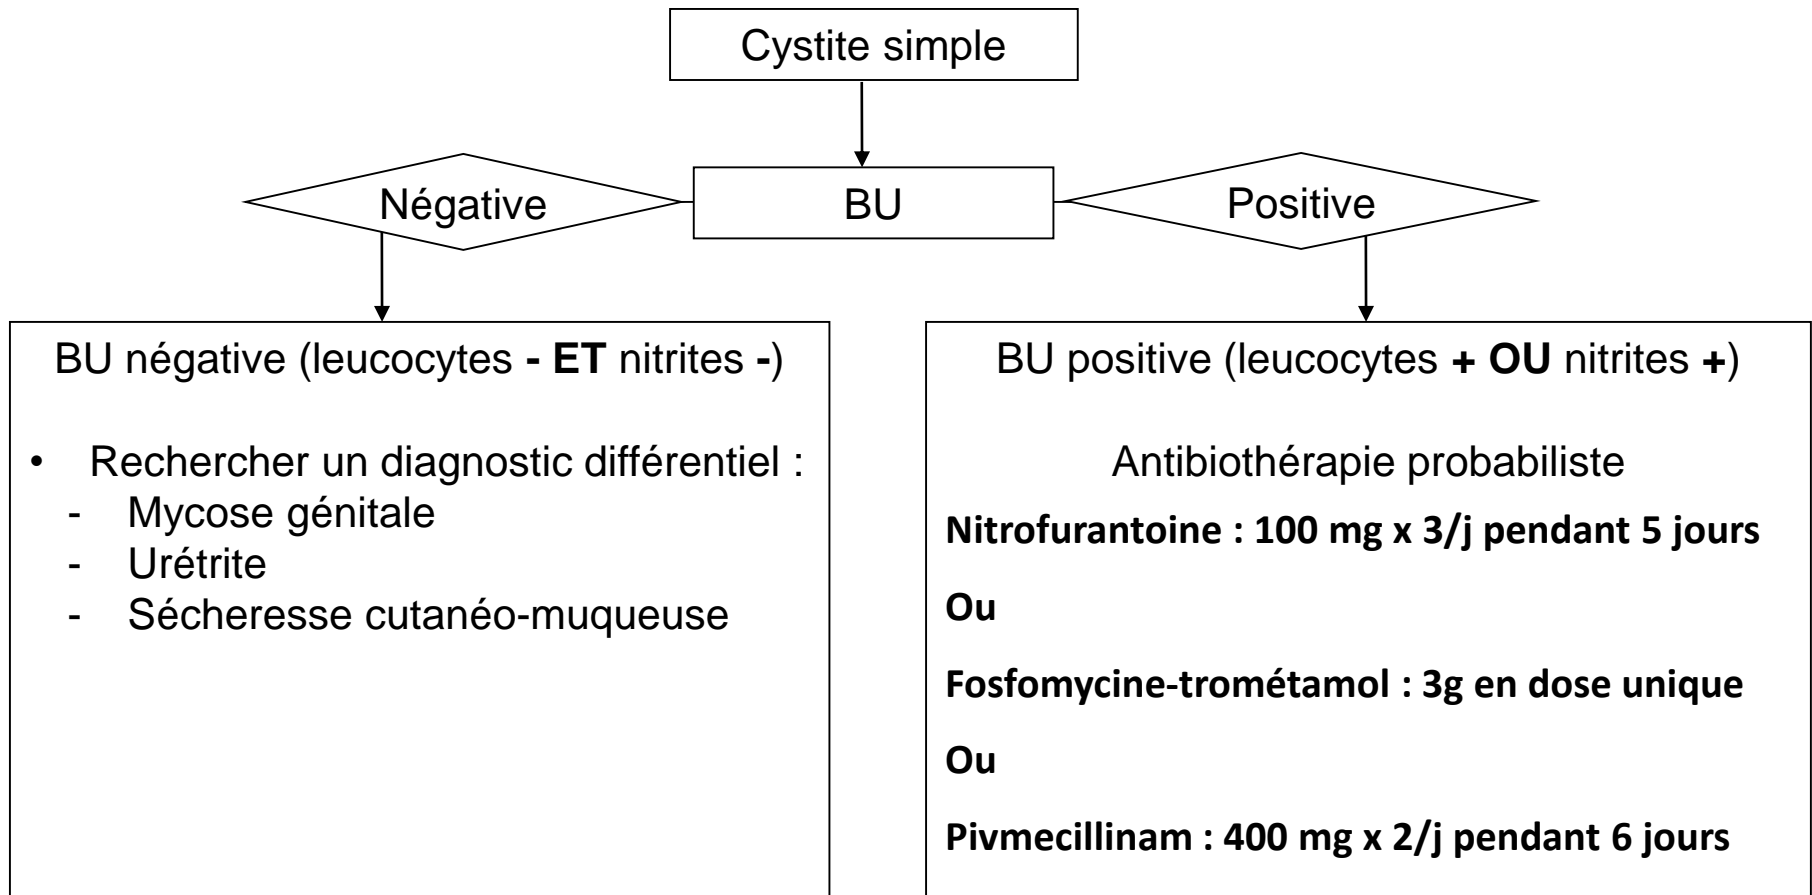 Cystite simple
Négative
BU
Positive
BU négative (leucocytes - ET nitrites -)
• Rechercher un diagnostic différentiel :
- Mycose génitale
- Urétrite
- Sécheresse cutanéo-muqueuse
BU positive (leucocytes + OU nitrites +)
Antibiothérapie probabiliste
Nitrofurantoine : 100 mg x 3/j pendant 5 jours
Ou
Fosfomycine-trométamol : 3g en dose unique
Ou
Pivmecillinam : 400 mg x 2/j pendant 6 jours